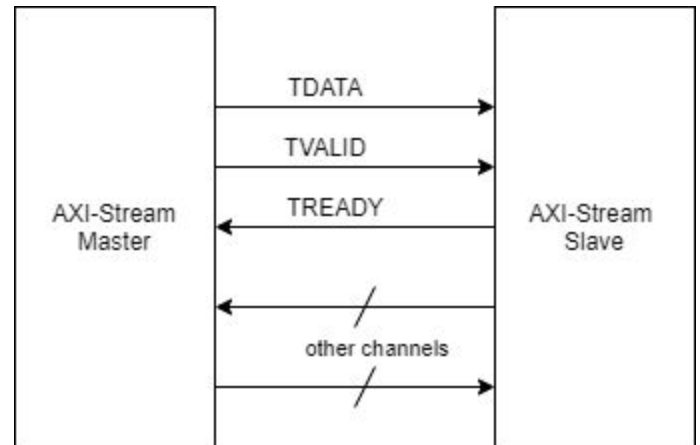 TDATA
TVALID
TREADY
AXI-Stream
Master
AXI-Stream
Slave
other channels